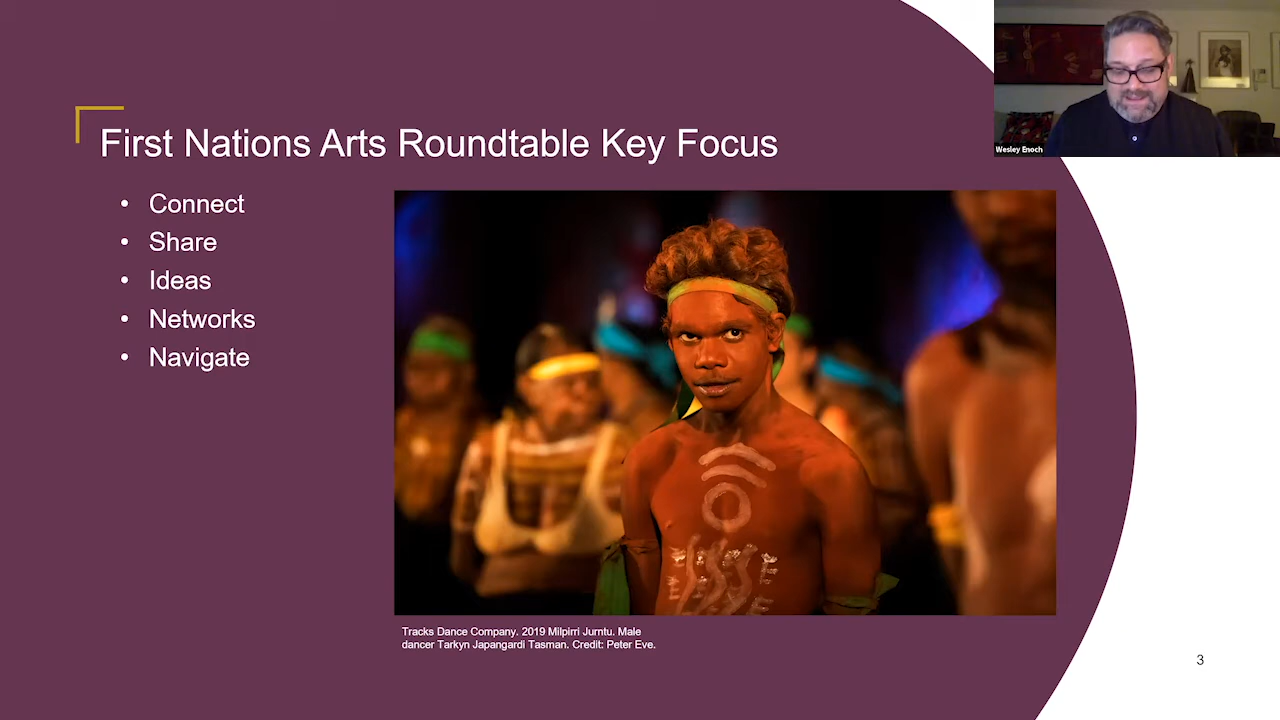 First Nations Arts Roundtable Key Focus
• Connect
• Share
• Ideas
• Networks
• Navigate
Tracks Dance Company. 2019 Milpirri Jurntu. Male
dancer Tarkyn Japangardi Tasman. Credit: Peter Eve.
Wesley Enoch
3